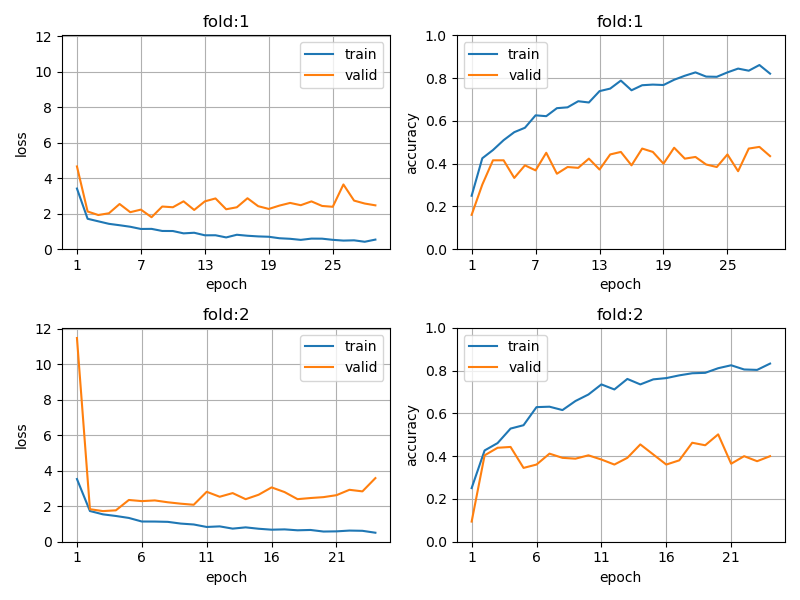 fold:1
12
10
8
6
4
2
0
loss
train
valid
1
7
13
19
25
epoch
fold:1
1.0
0.8
0.6
0.4
0.2
0.0
accuracy
train
valid
1
7
13
19
25
epoch
fold:2
12
10
8
6
4
2
0
loss
train
valid
1
6
11
16
21
epoch
fold:2
1.0
0.8
0.6
0.4
0.2
0.0
accuracy
train
valid
1
6
11
16
21
epoch